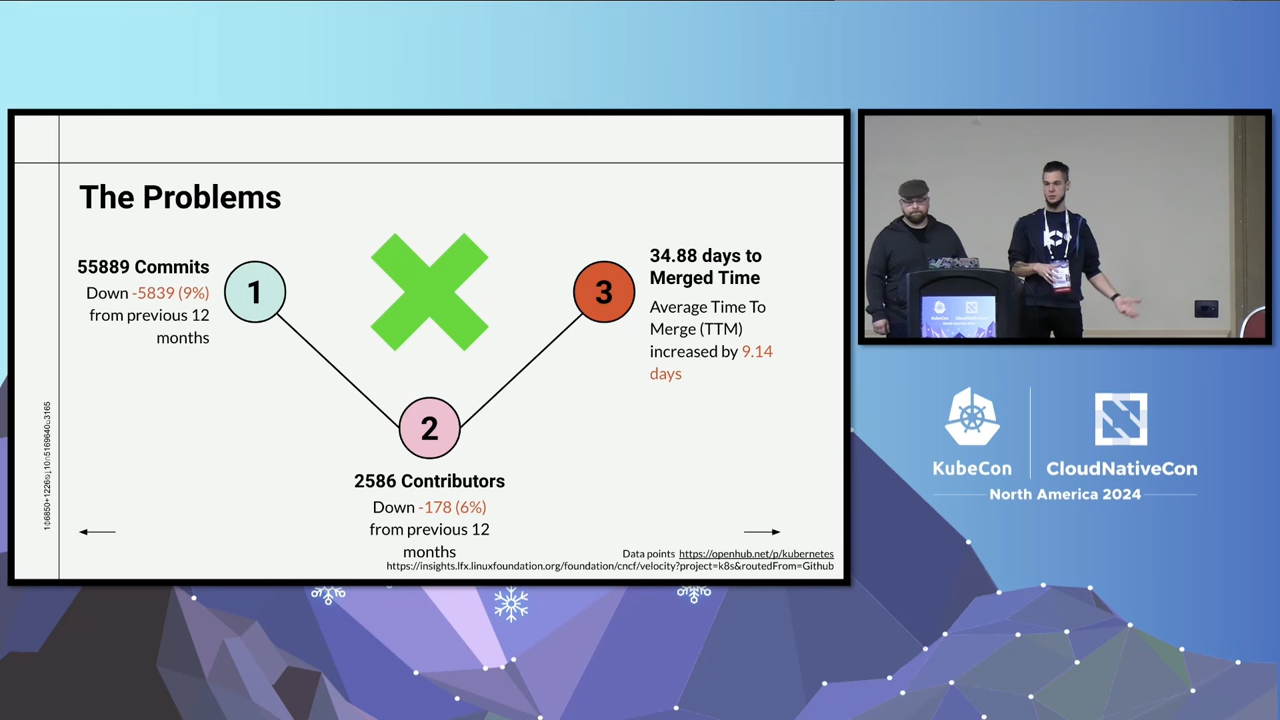 The Problems
55889 Commits
Down -5839 (9%)
from previous 12
months
1
2
3
2586 Contributors
Down -178 (6%)
from previous 12
months
34.88 days to
Merged Time
Average Time To
Merge (TTM)
increased by 9.14
days
Data points https://openhub.net/p/kubernetes
https://insights.lfx.linuxfoundation.org/foundation/cncf/velocity?project=k8s&routedFrom=Github
KubeCon
CloudNativeCon
North America 2024
KubeCon
CloudNativeCon